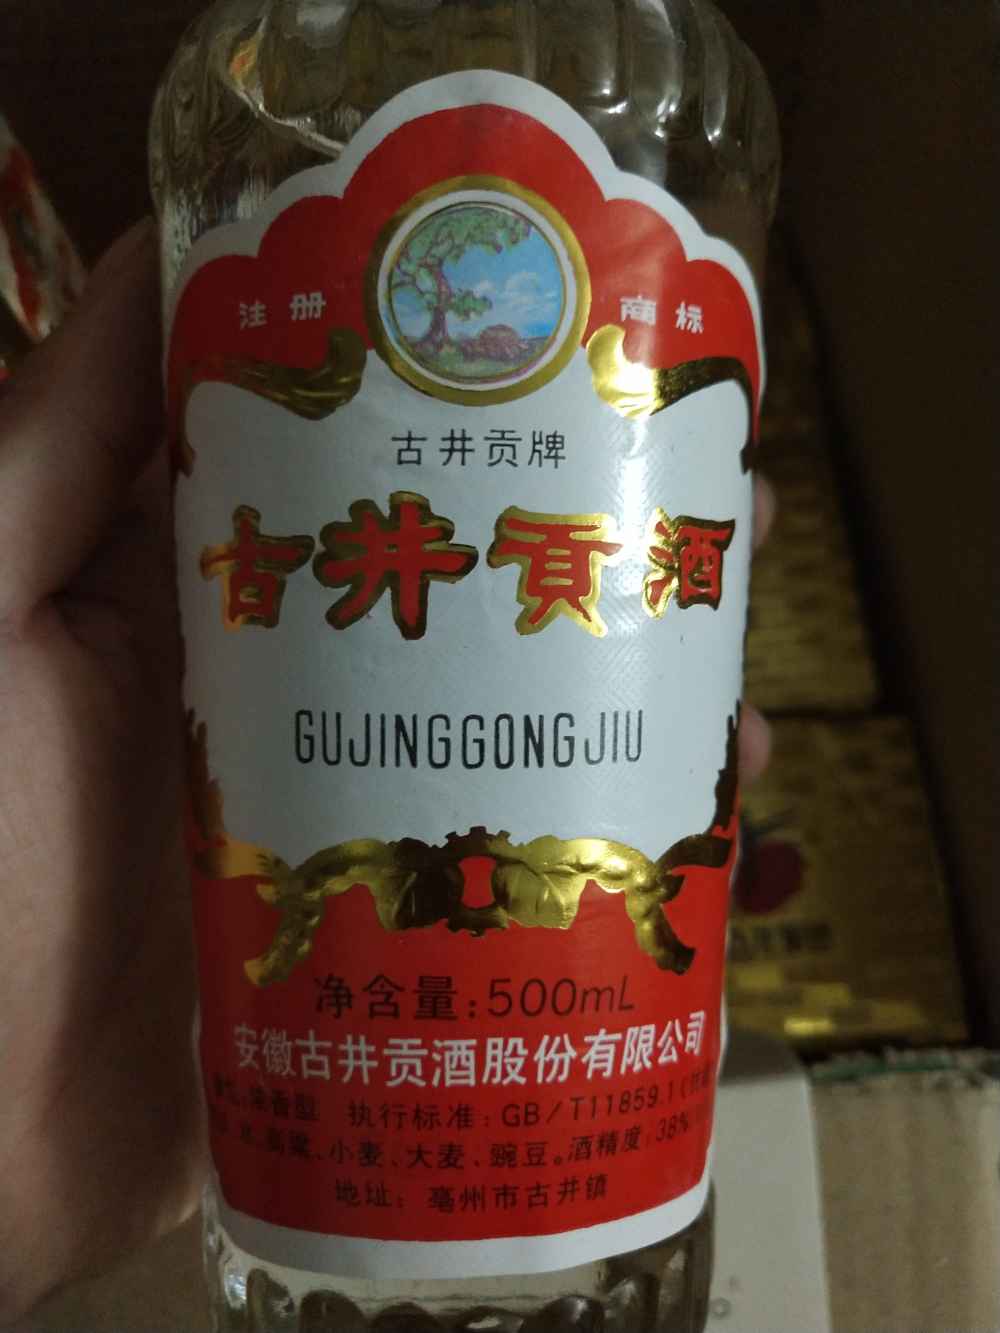 注册 商标
古井贡牌
古井贡酒
GUJINGGONGJIU
净含量:500mL
安徽古井贡酒股份有限公司
浓香型 执行标准:GB/T11859.1
水、高粱、小麦、大麦、豌豆。酒精度:38%
地址:亳州市古井镇